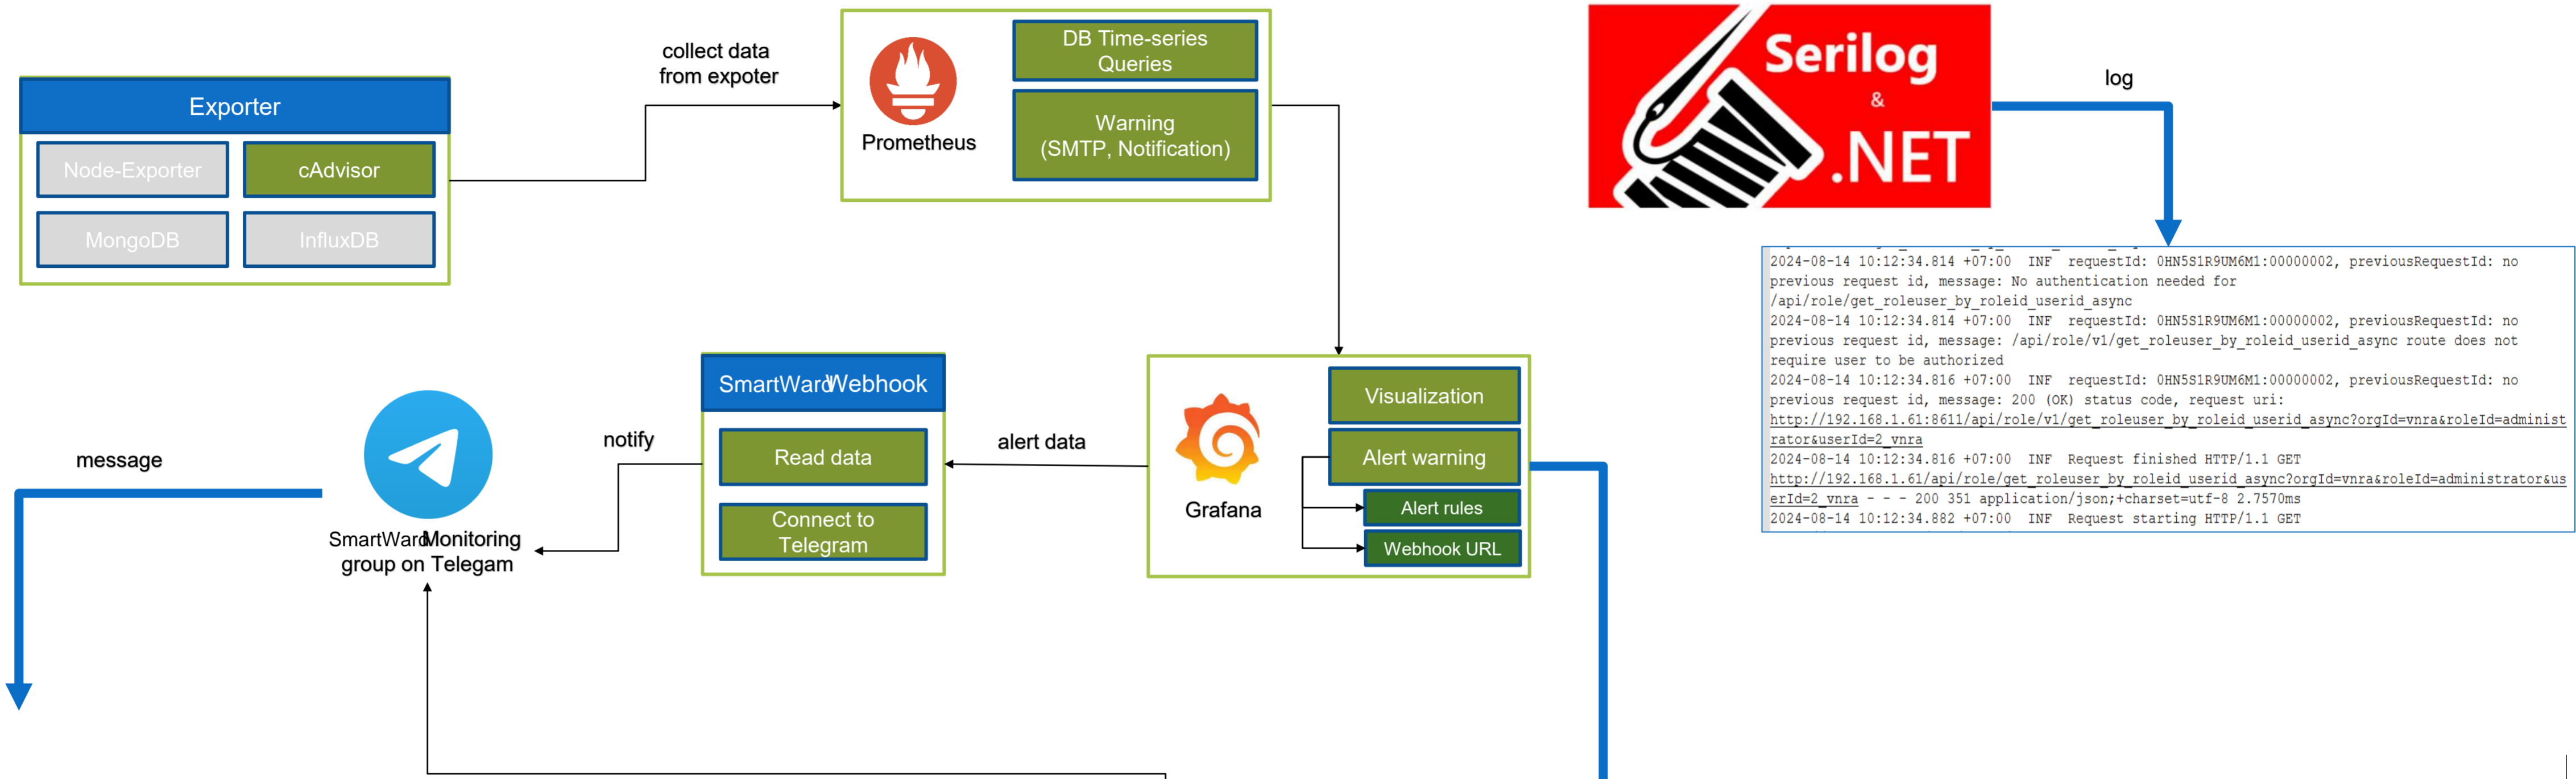 collect data
from expoter
Exporter
Node-Exporter
cAdvisor
MongoDB
InfluxDB
Prometheus
DB Time-series
Queries
Warning
(SMTP, Notification)
Serilog
&
.NET
log
2024-08-14 10:12:34.814 +07:00  INF  requestId: 0HN5S1R9UM6M1:00000002, previousRequestId: no
previous request id, message: No authentication needed for
/api/role/get_roleuser_by_roleid_userid_async
2024-08-14 10:12:34.814 +07:00  INF  requestId: 0HN5S1R9UM6M1:00000002, previousRequestId: no
previous request id, message: /api/role/v1/get_roleuser_by_roleid_userid_async route does not
require user to be authorized
2024-08-14 10:12:34.816 +07:00  INF  requestId: 0HN5S1R9UM6M1:00000002, previousRequestId: no
previous request id, message: 200 (OK) status code, request uri:
http://192.168.1.61:8611/api/role/v1/get_roleuser_by_roleid_userid_async?orgId=vnra&roleId=administ
rator&userId=2_vnra
2024-08-14 10:12:34.816 +07:00  INF  Request finished HTTP/1.1 GET
http://192.168.1.61/api/role/get_roleuser_by_roleid_userid_async?orgId=vnra&roleId=administrator&us
erId=2_vnra - - - 200 351 application/json;+charset=utf-8 2.7570ms
2024-08-14 10:12:34.882 +07:00  INF  Request starting HTTP/1.1 GET
message
SmartWardMonitoring
group on Telegam
notify
SmartWardWebhook
Read data
Connect to
Telegram
alert data
Grafana
Visualization
Alert warning
Alert rules
Webhook URL